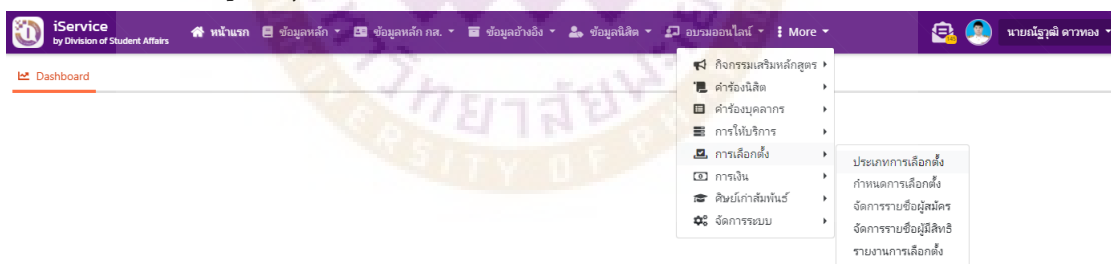 iService
by Division of Student Affairs
หน้าแรก ข้อมูลหลัก ข้อมูลหลัก กส. ข้อมูลอ้างอิง ข้อมูลนิสิต อบรมออนไลน์ More นายณัฐวุฒิ ดาวทอง
Dashboard
กิจกรรมเสริมหลักสูตร
คำร้องนิสิต
คำร้องบุคลากร
การให้บริการ
การเลือกตั้ง
การเงิน
ศิษย์เก่าสัมพันธ์
จัดการระบบ
ประเภทการเลือกตั้ง
กำหนดการเลือกตั้ง
จัดการรายชื่อผู้สมัคร
จัดการรายชื่อผู้มีสิทธิ
รายงานการเลือกตั้ง